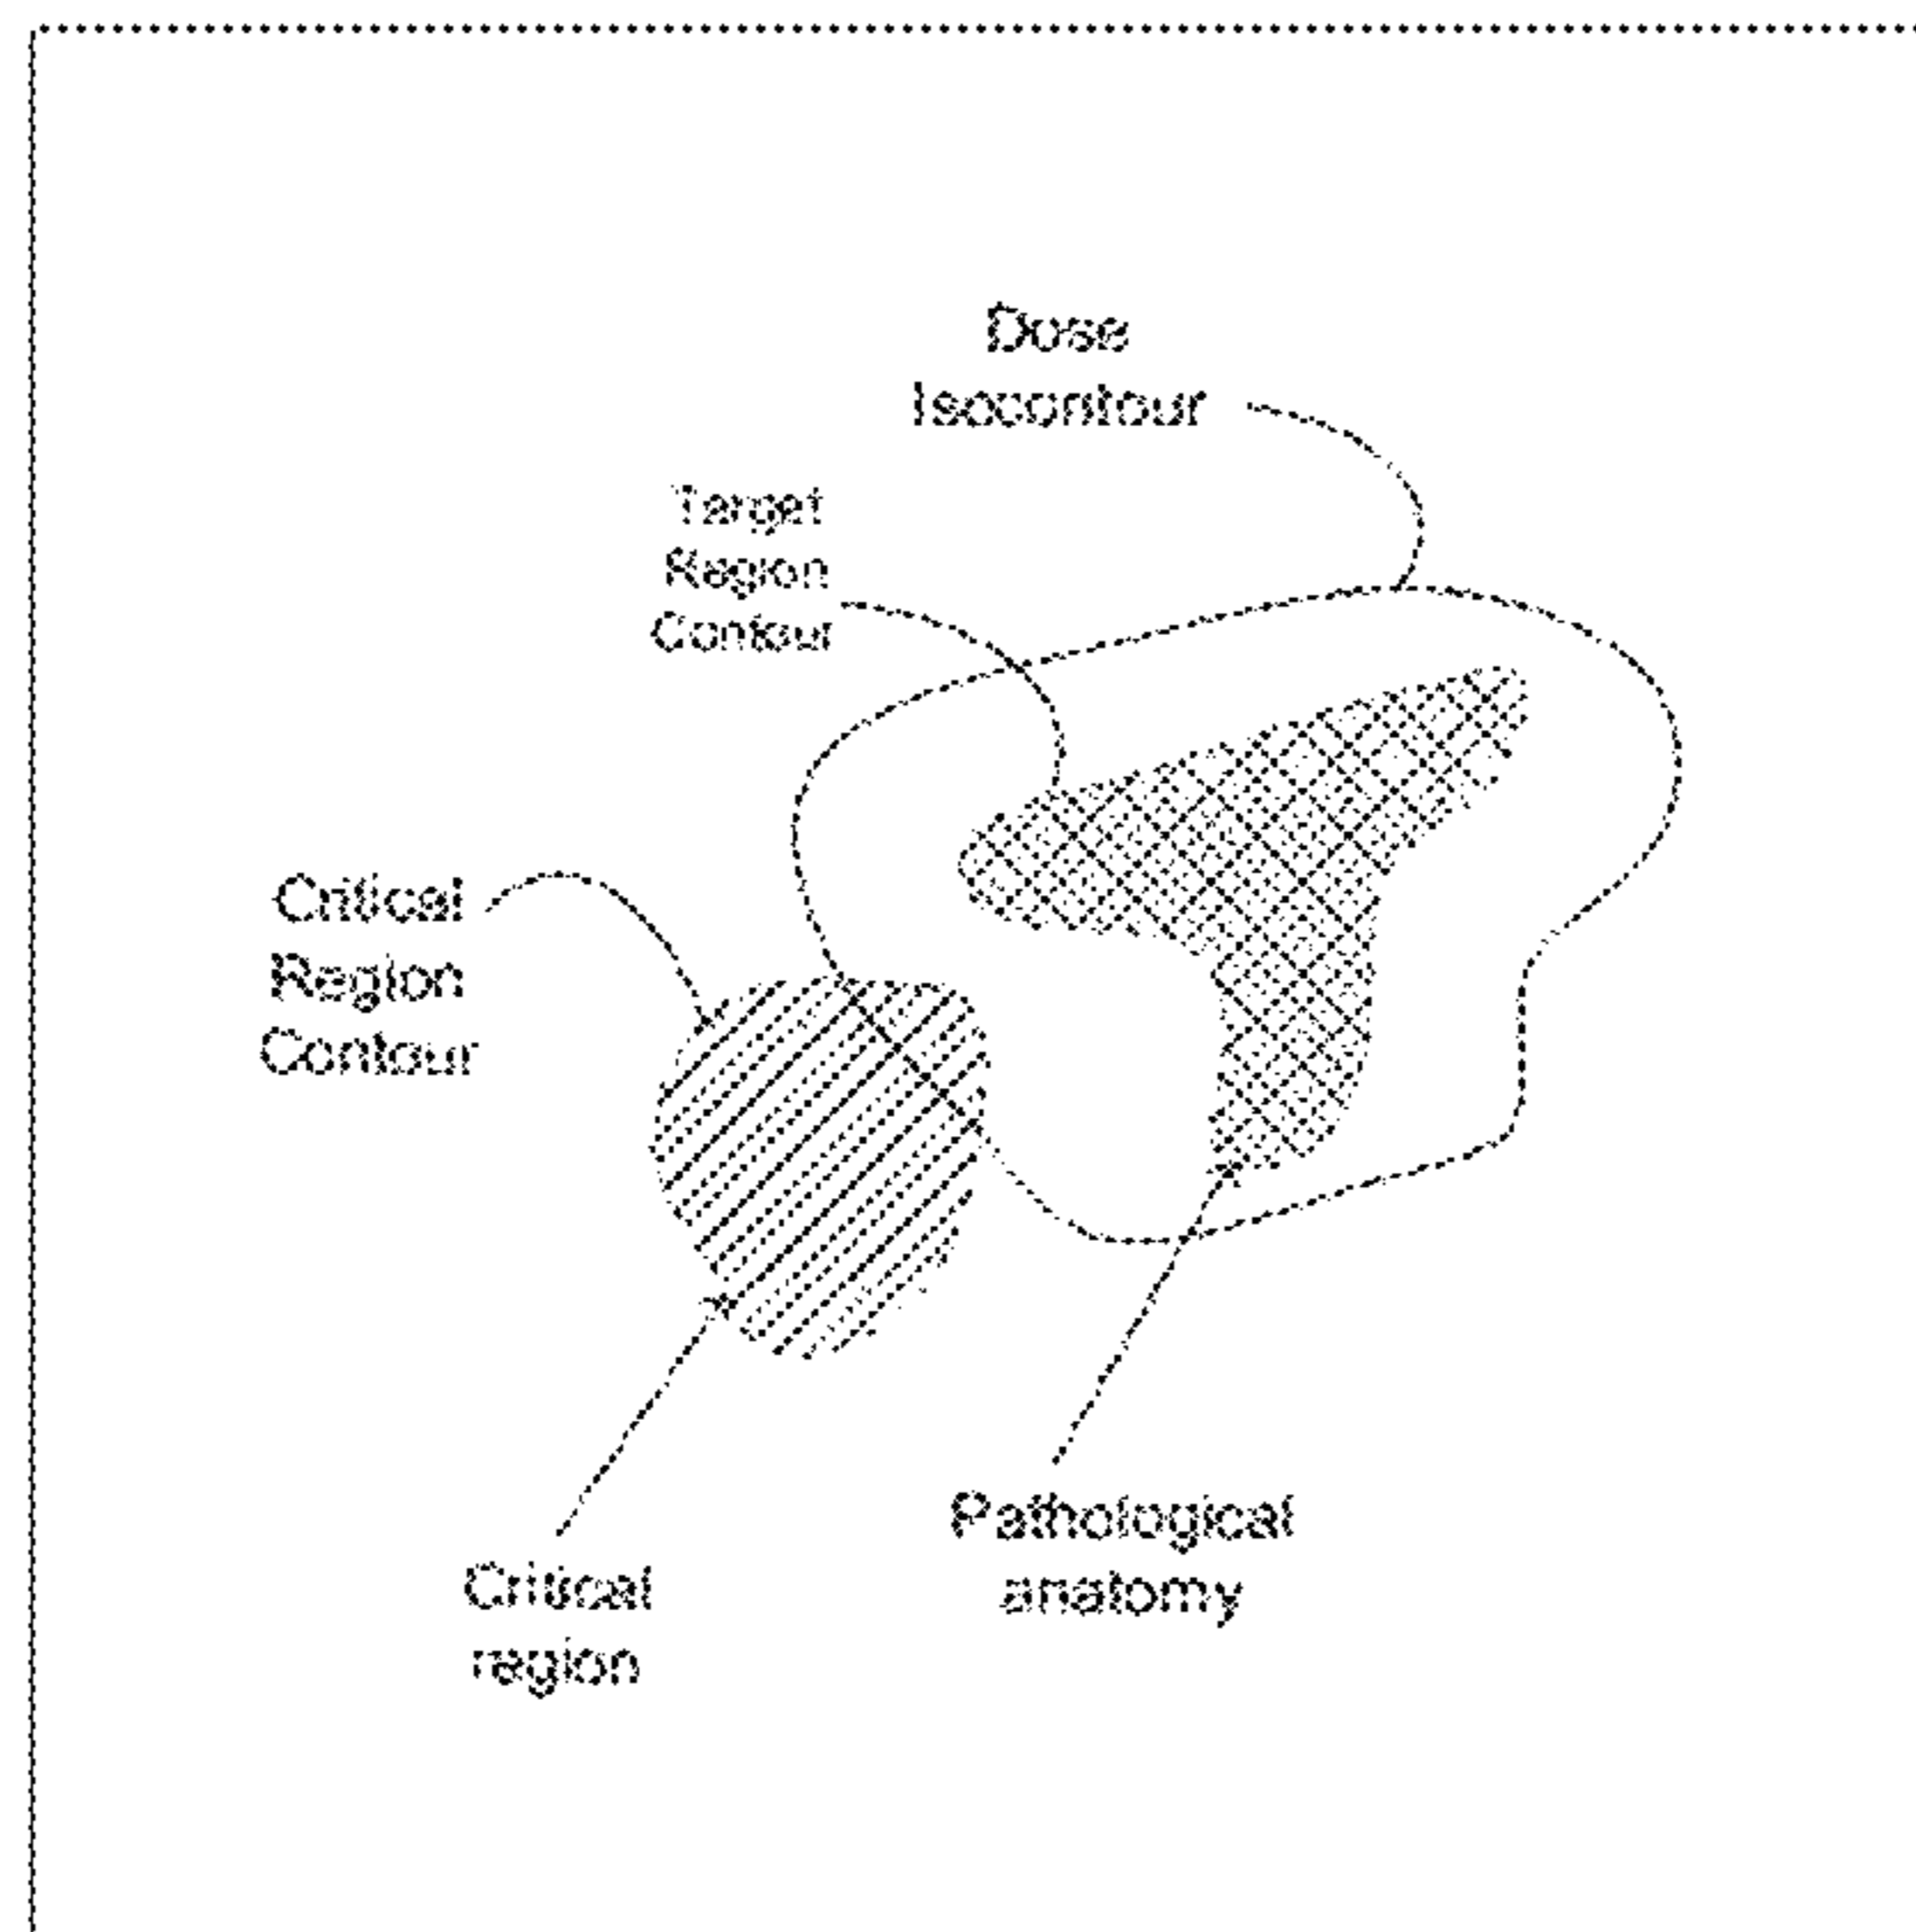 Dose
Isocontour
Target
Region
Contour
Critical
Region
Contour
Pathological
anatomy
Critical
region